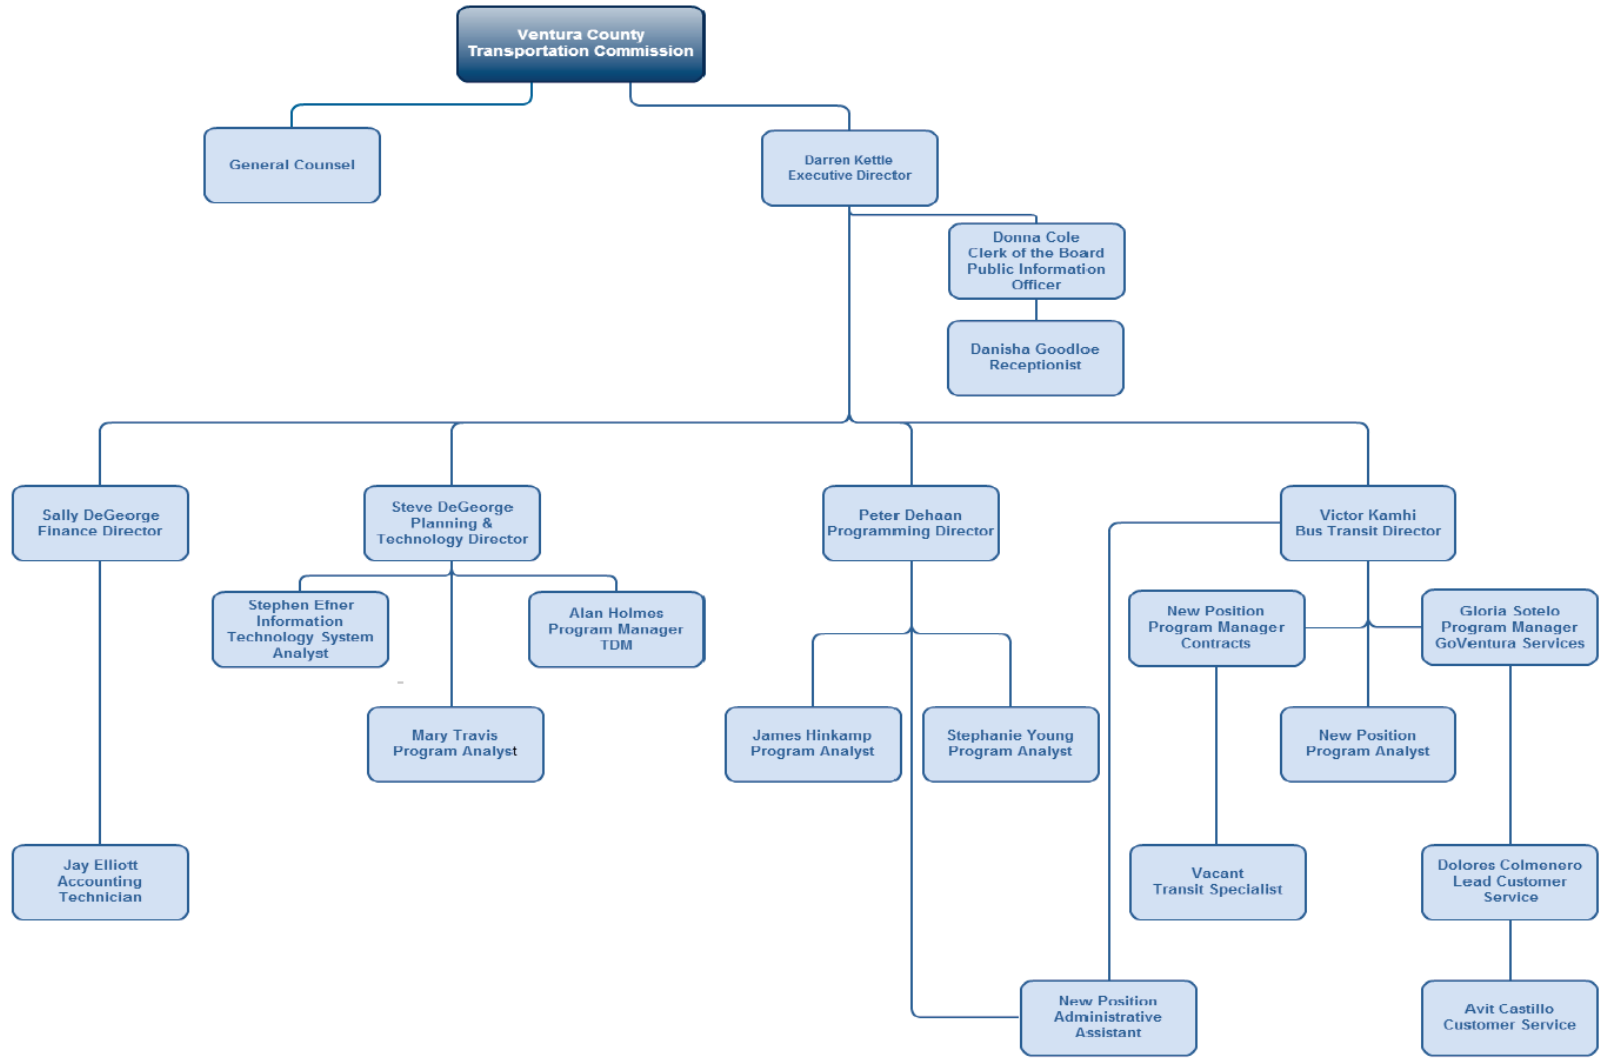 Ventura County
Transportation Commission
General Counsel
Darren Kettle
Executive Director
Donna Cole
Clerk of the Board
Public Information
Officer
Danisha Goodloe
Receptionist
Sally DeGeorge
Finance Director
Steve DeGeorge
Planning &
Technology Director
Peter Dehaan
Programming Director
Victor Kamhi
Bus Transit Director
Stephen Efner
Information
Technology System
Analyst
Alan Holmes
Program Manager
TDM
New Position
Program Manager
Contracts
Gloria Sotelo
Program Manager
GoVentura Services
Mary Travis
Program Analyst
James Hinkamp
Program Analyst
Stephanie Young
Program Analyst
New Position
Program Analyst
Jay Elliott
Accounting
Technician
Vacant
Transit Specialist
Dolores Colmenero
Lead Customer
Service
New Position
Administrative
Assistant
Avit Castillo
Customer Service